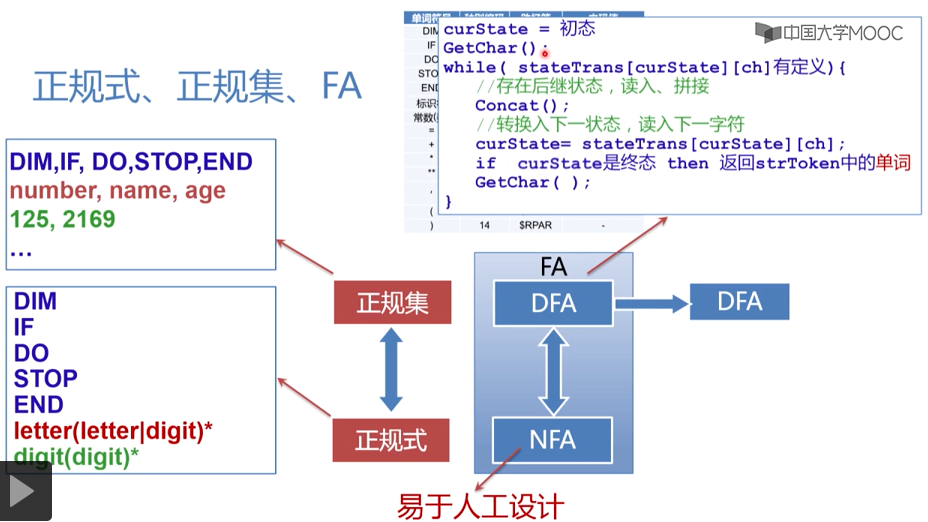 单词符号 种别编码 助记符 内码值
DIM
IF
DO
STO
END
标识
常数(
=
+
*
**
,
(
) 14 $RPAR -
中国大学MOOC
curState = 初态
GetChar();
while( stateTrans[curState][ch]有定义){
//存在后继状态，读入、拼接
Concat();
//转换入下一状态，读入下一字符
curState= stateTrans[curState][ch];
if curState是终态 then 返回strToken中的单词
GetChar( );
}
正规式、正规集、FA
DIM,IF, DO,STOP,END
number, name, age
125, 2169
…
DIM
IF
DO
STOP
END
letter(letter|digit)*
digit(digit)*
正规集
正规式
FA
DFA
NFA
DFA
易于人工设计